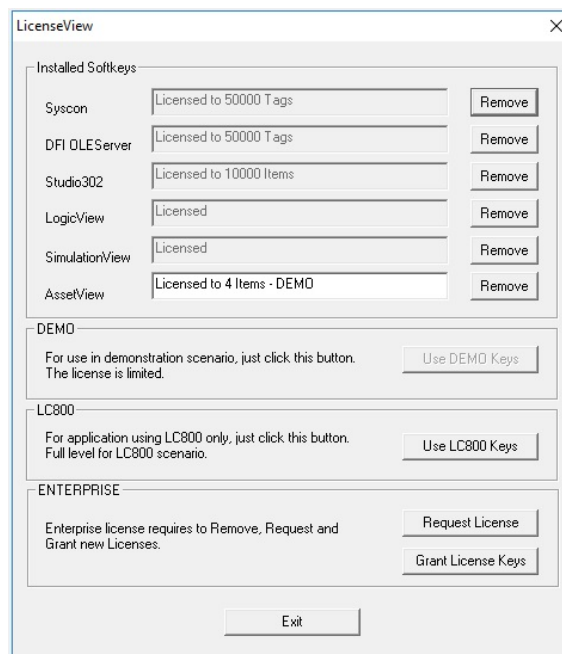 LicenseView
Installed Softkeys
Syscon Licensed to 50000 Tags Remove
DFI OLEServer Licensed to 50000 Tags Remove
Studio302 Licensed to 10000 Items Remove
LogicView Licensed Remove
SimulationView Licensed Remove
AssetView Licensed to 4 Items - DEMO Remove
DEMO
For use in demonstration scenario, just click this button.
The license is limited.
Use DEMO Keys
LC800
For application using LC800 only, just click this button.
Full level for LC800 scenario.
Use LC800 Keys
ENTERPRISE
Enterprise license requires to Remove, Request and
Grant new Licenses.
Request License
Grant License Keys
Exit